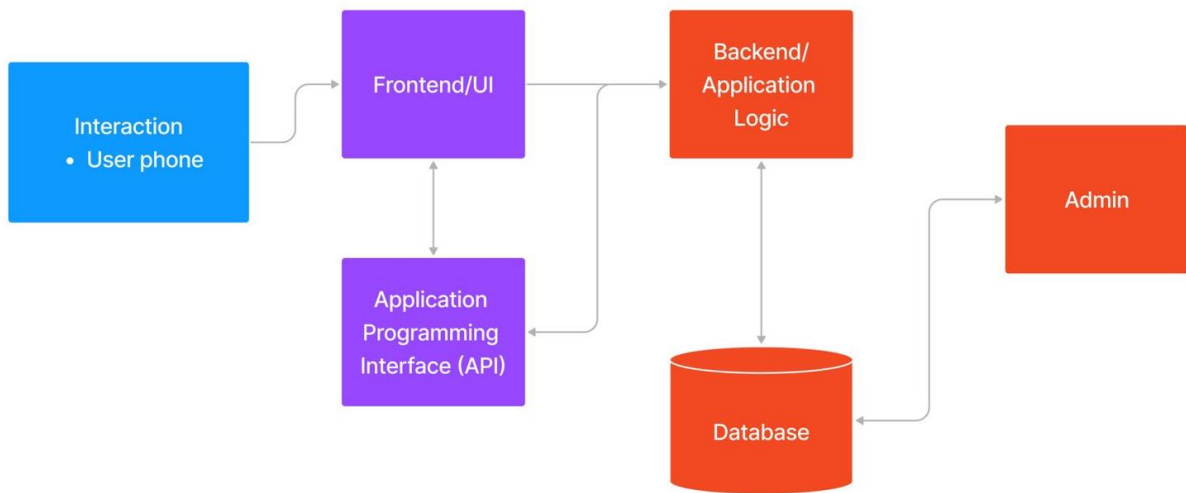 Interaction
• User phone
Frontend/UI
Backend/
Application
Logic
Admin
Application
Programming
Interface (API)
Database